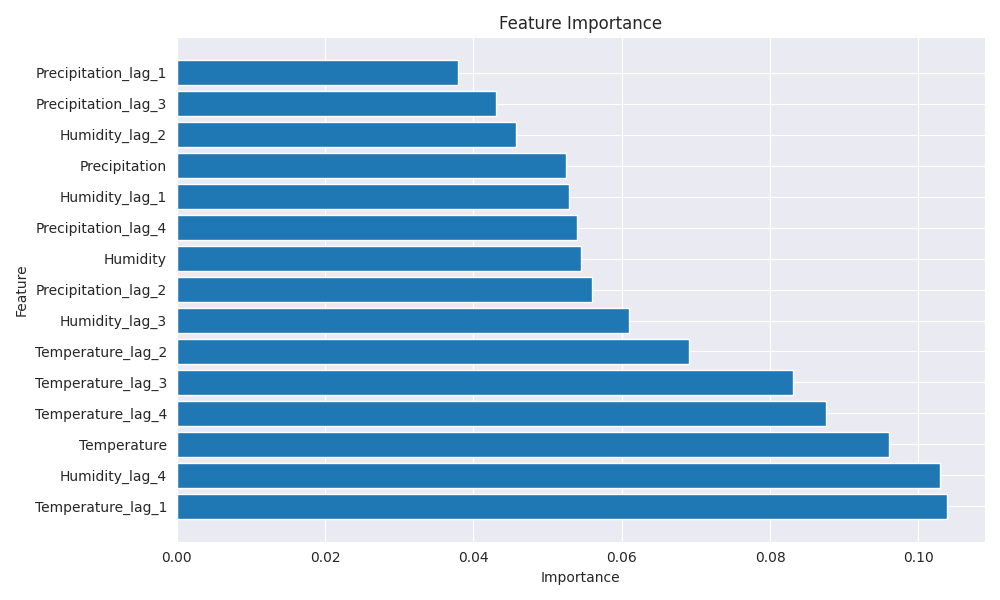 Feature Importance
Precipitation_lag_1
Precipitation_lag_3
Humidity_lag_2
Precipitation
Humidity_lag_1
Precipitation_lag_4
Humidity
Precipitation_lag_2
Humidity_lag_3
Temperature_lag_2
Temperature_lag_3
Temperature_lag_4
Temperature
Humidity_lag_4
Temperature_lag_1
Feature
0.00 0.02 0.04 0.06 0.08 0.10
Importance